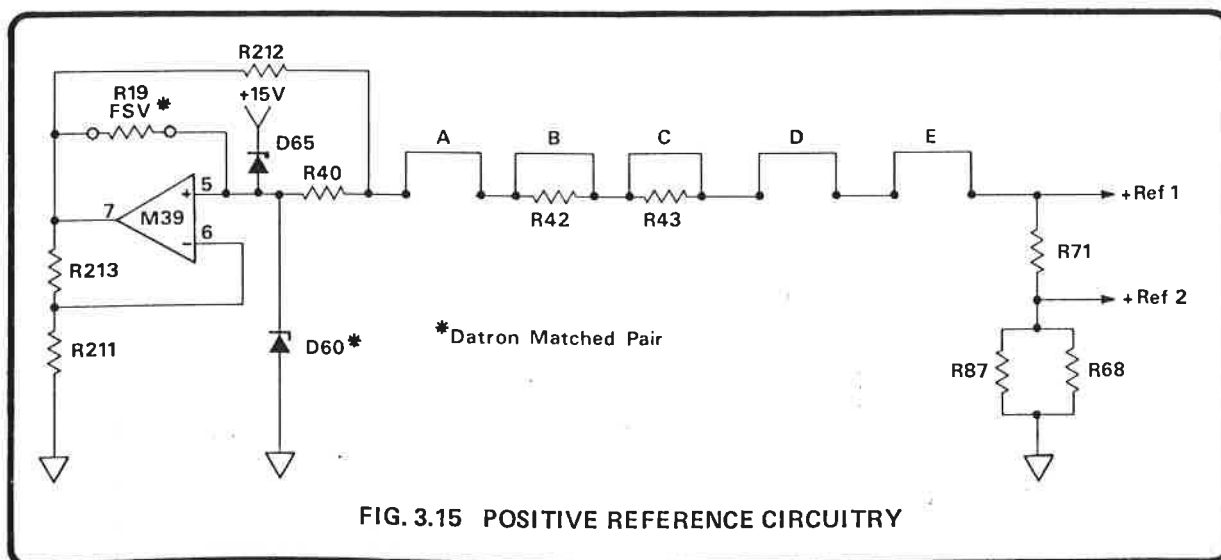 R212
+15V
R19
FSV *
D65
A
B
C
D
E
R40
5
M39
7
6
+
-
R42
R43
+Ref 1
R71
R213
+Ref 2
R211
D60*
*Datron Matched Pair
R87
R68
FIG. 3.15 POSITIVE REFERENCE CIRCUITRY